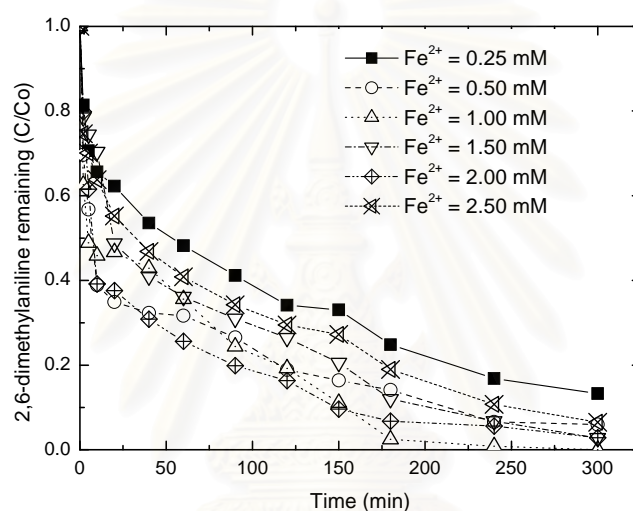 1.0
0.8
0.6
0.4
0.2
0.0
2,6-dimethylaniline remaining (C/Co)
Fe²⁺ = 0.25 mM
Fe²⁺ = 0.50 mM
Fe²⁺ = 1.00 mM
Fe²⁺ = 1.50 mM
Fe²⁺ = 2.00 mM
Fe²⁺ = 2.50 mM
0 50 100 150 200 250 300
Time (min)